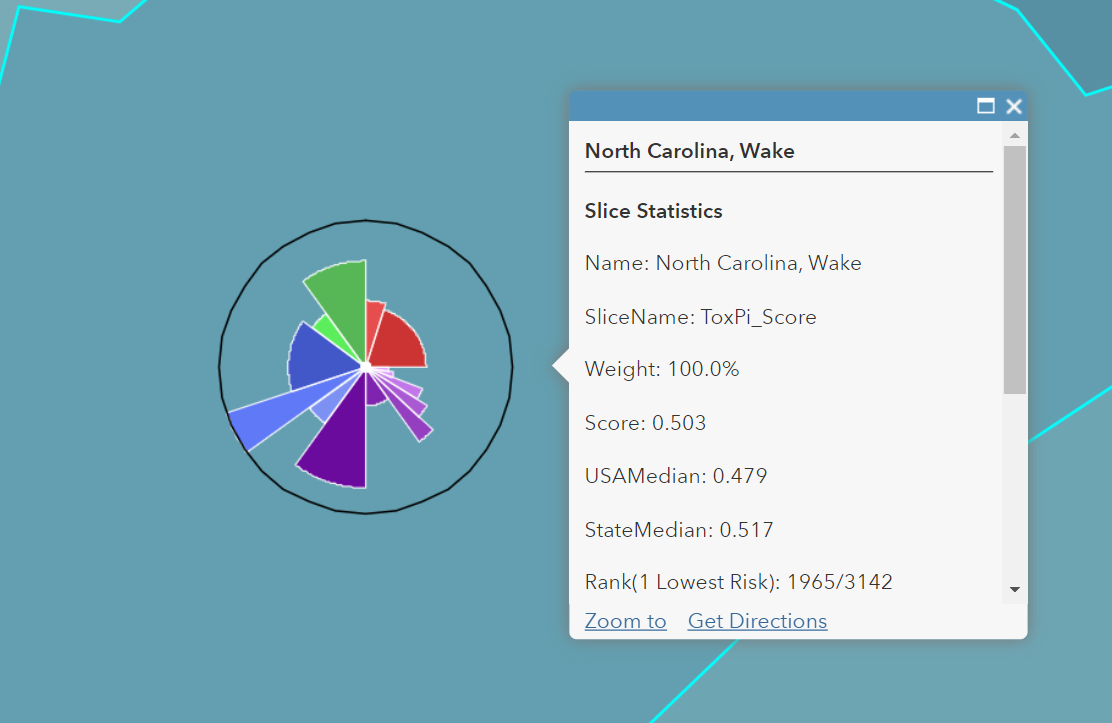 North Carolina, Wake
Slice Statistics
Name: North Carolina, Wake
SliceName: ToxPi_Score
Weight: 100.0%
Score: 0.503
USAMedian: 0.479
StateMedian: 0.517
Rank(1 Lowest Risk): 1965/3142
Zoom to Get Directions